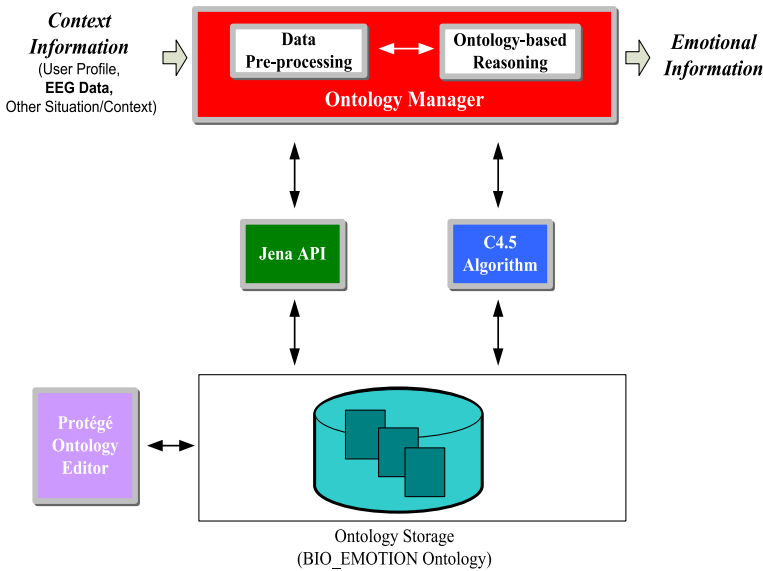 Context
Information
(User Profile,
EEG Data,
Other Situation/Context)
Data
Pre-processing
Ontology-based
Reasoning
Ontology Manager
Emotional
Information
Jena API
C4.5
Algorithm
Protégé
Ontology
Editor
Ontology Storage
(BIO_EMOTION Ontology)